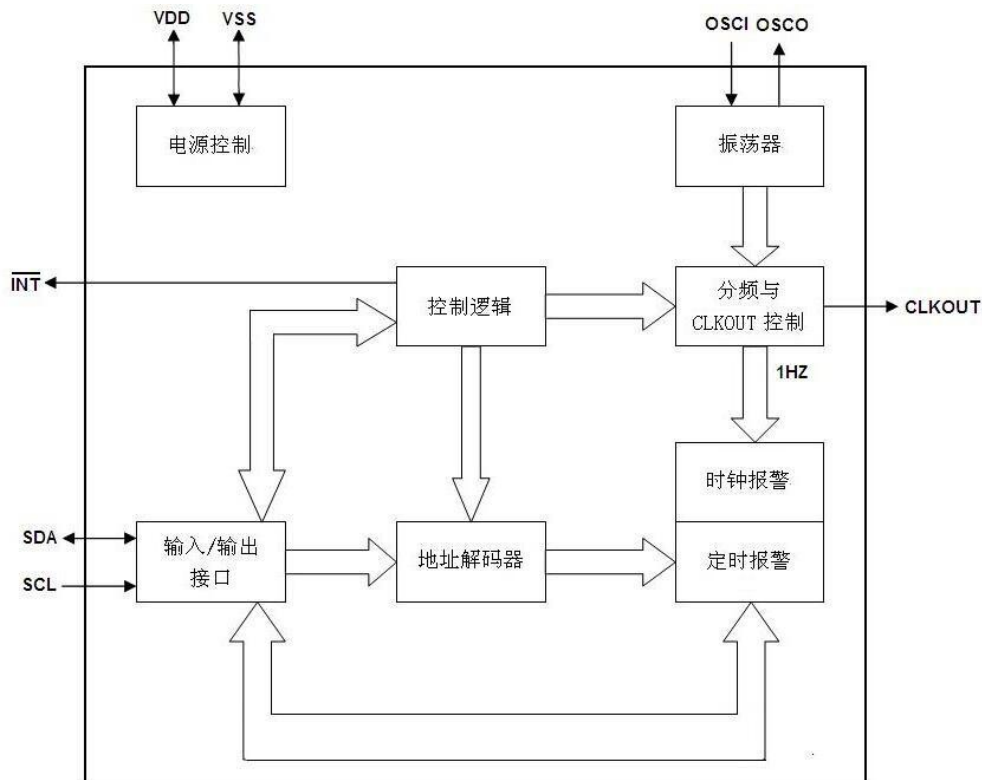 VDD VSS OSCI OSCO
电源控制
振荡器
INT
控制逻辑
分频与
CLKOUT 控制
CLKOUT
1HZ
时钟报警
SDA
SCL
输入/输出
接口
地址解码器
定时报警